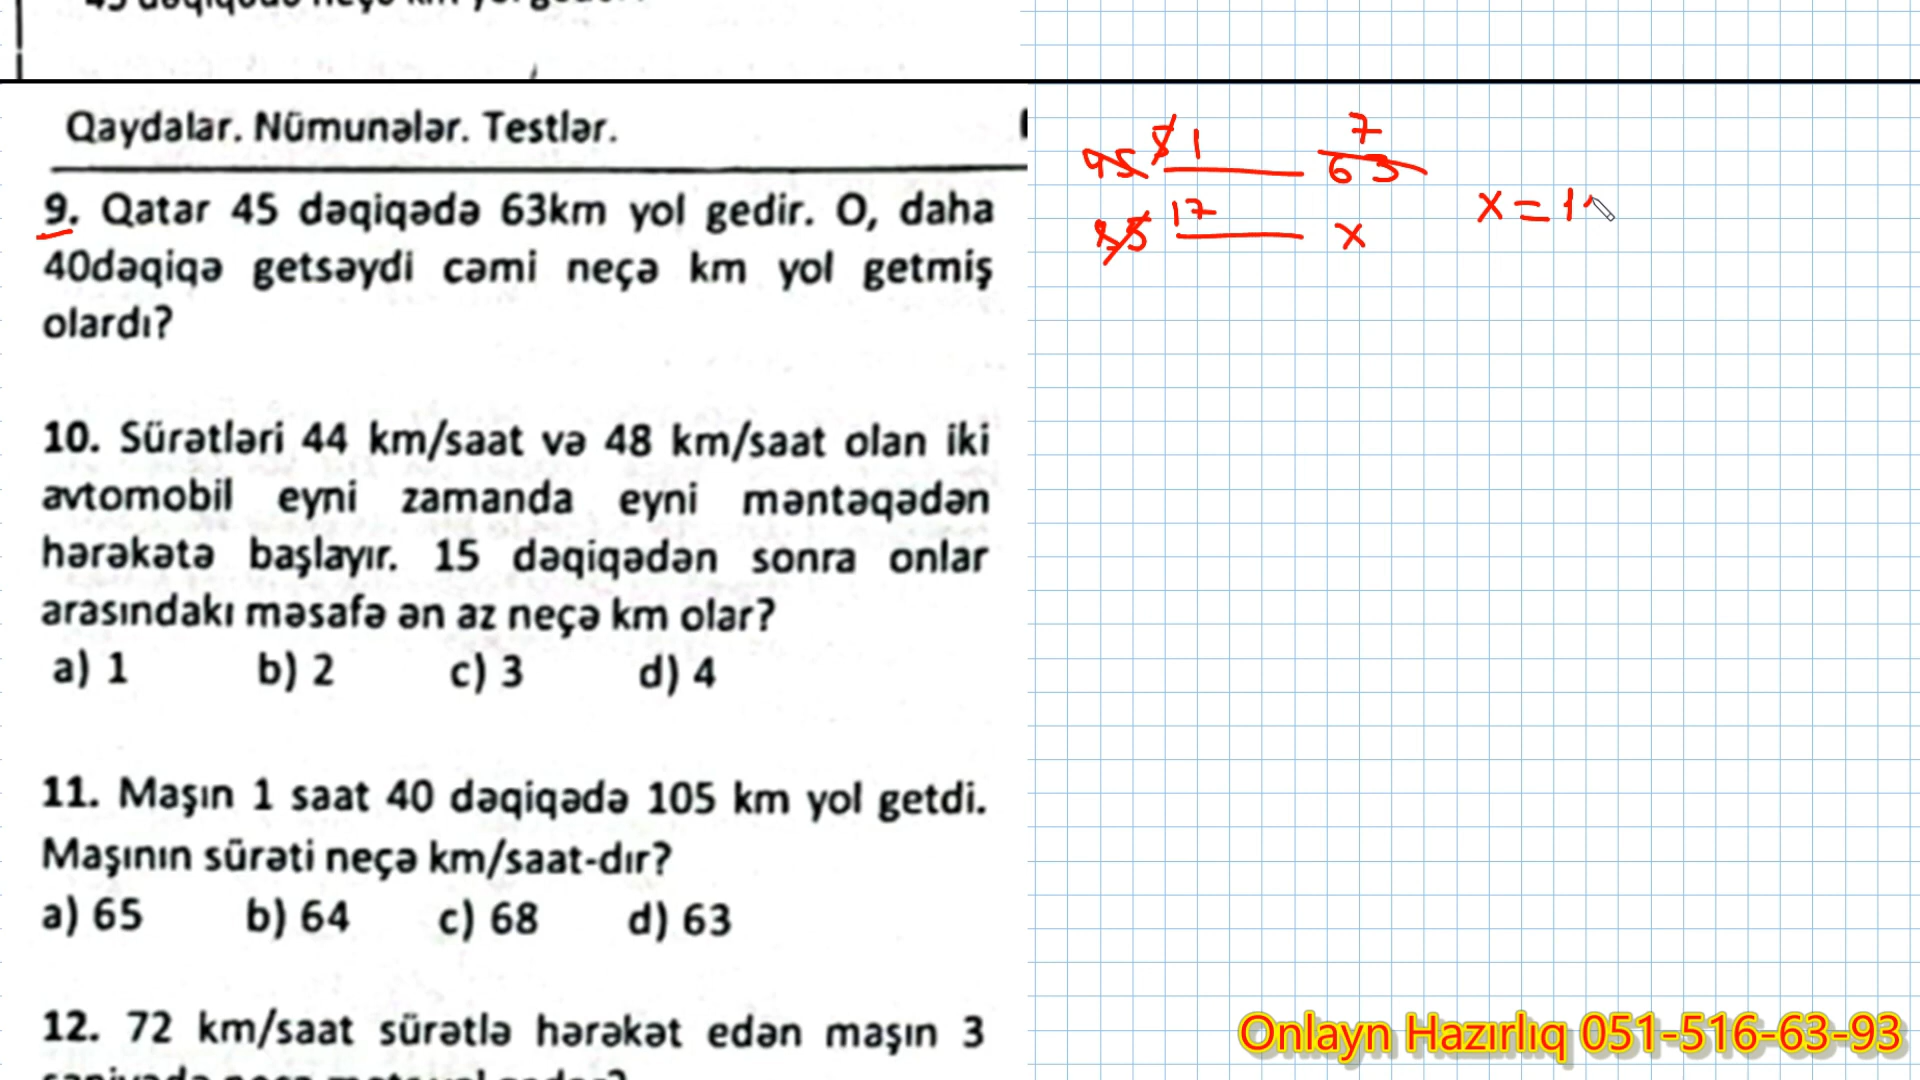 Qaydalar. Nümunələr. Testlər.
9. Qatar 45 dəqiqədə 63km yol gedir. O, daha
40dəqiqə getsəydi cəmi neçə km yol getmiş
olardı?
10. Sürətləri 44 km/saat və 48 km/saat olan iki
avtomobil eyni zamanda eyni məntəqədən
hərəkətə başlayır. 15 dəqiqədən sonra onlar
arasındakı məsafə ən az neçə km olar?
a) 1 b) 2 c) 3 d) 4
11. Maşın 1 saat 40 dəqiqədə 105 km yol getdi.
Maşının sürəti neçə km/saat-dır?
a) 65 b) 64 c) 68 d) 63
12. 72 km/saat sürətlə hərəkət edən maşın 3
1 7
45 63
17 x
x = 1
Onlayn Hazırlıq 051-516-63-93